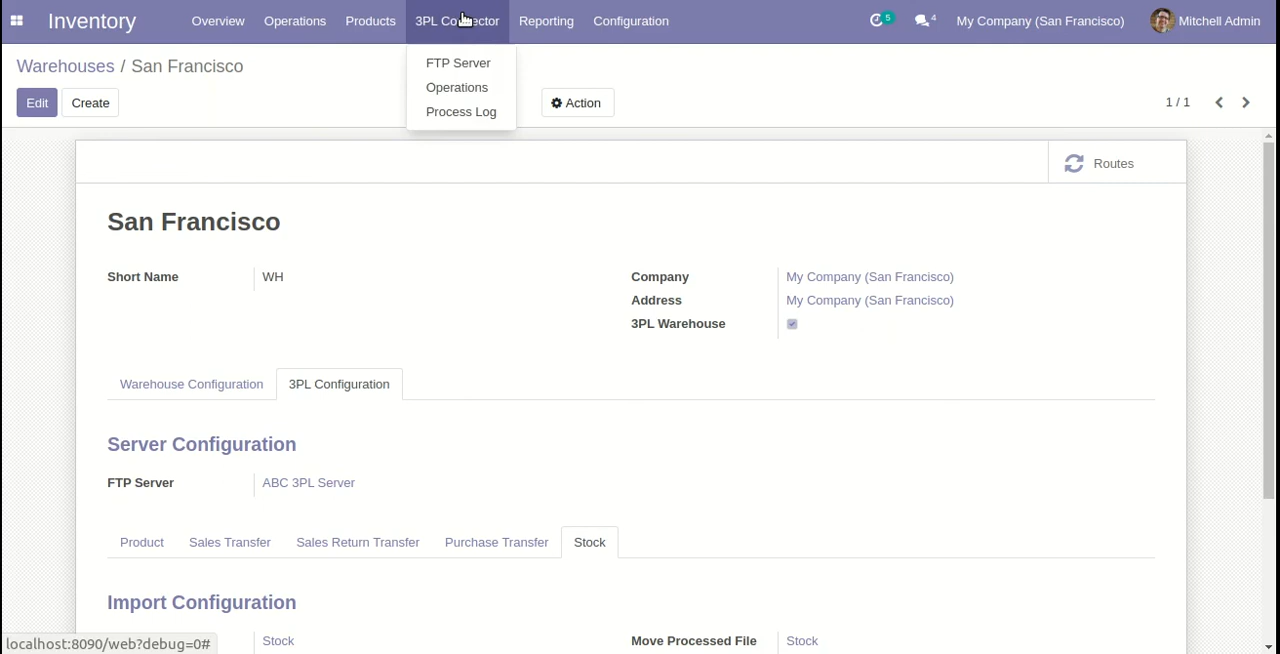 Inventory Overview Operations Products 3PL Co ector Reporting Configuration 5 4 My Company (San Francisco) Mitchell Admin
FTP Server
Operations
Process Log
Warehouses / San Francisco
Edit Create Action 1 / 1
Routes
San Francisco
Short Name WH
Company My Company (San Francisco)
Address My Company (San Francisco)
3PL Warehouse
Warehouse Configuration 3PL Configuration
Server Configuration
FTP Server ABC 3PL Server
Product Sales Transfer Sales Return Transfer Purchase Transfer Stock
Import Configuration
Stock Move Processed File Stock
localhost:8090/web?debug=0#